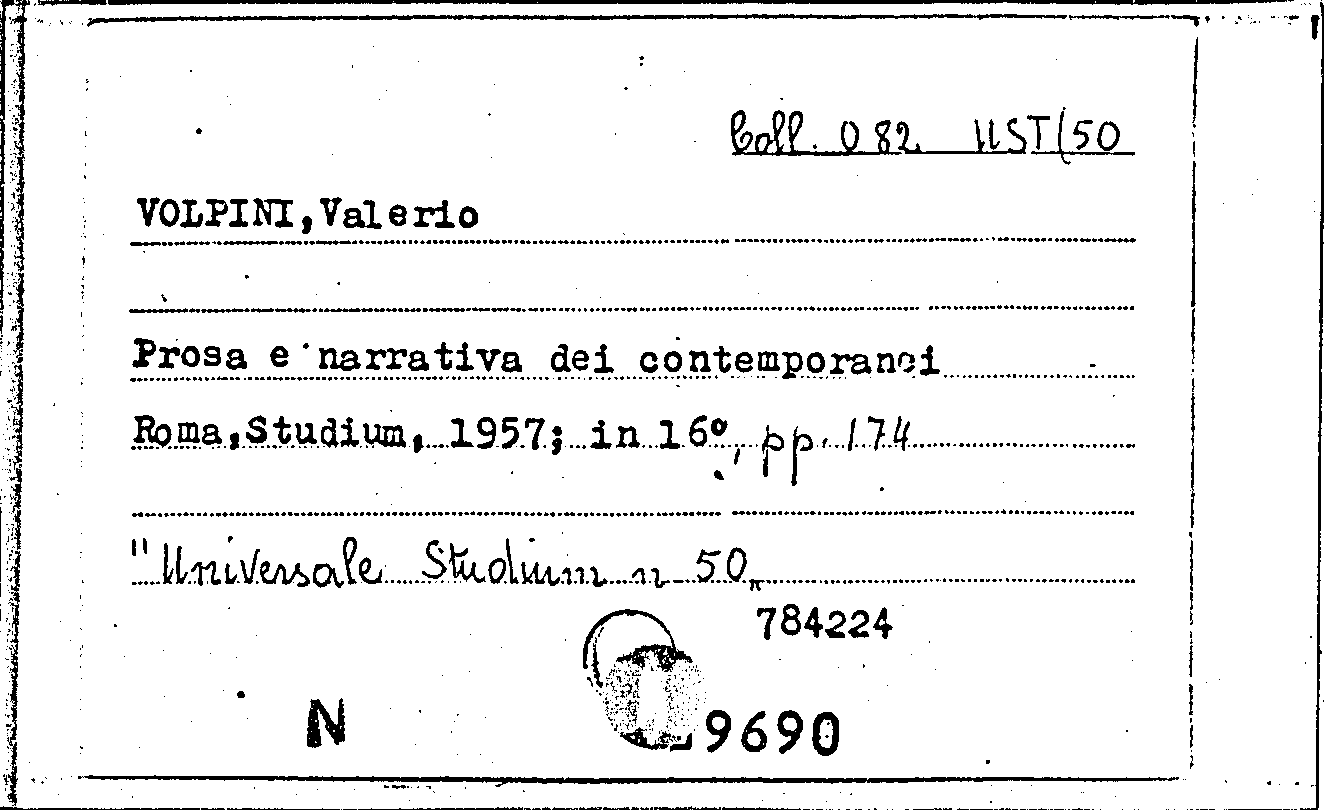 Coll. 082 UST/50
VOLPINI,Valerio
Prosa e narrativa dei contemporanei
Roma,Studium, 1957; in 16°, pp. 174
"Universale Studium n 50"
784224
N
9690